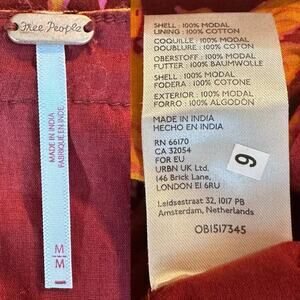 Free People
MADE IN INDIA
FABRIQUÉ EN INDE
M
M
SHELL : 100% MODAL
LINING : 100% COTTON
COQUILLE : 100% MODAL
DOUBLURE : 100% COTON
OBERSTOFF : 100% MODAL
FUTTER : 100% BAUMWOLLE
SHELL : 100% MODAL
FODERA : 100% COTONE
EXTERIOR : 100% MODAL
FORRO : 100% ALGODÓN
MADE IN INDIA
HECHO EN INDIA
RN 66170
CA 32054
FOR EU
URBN UK Ltd.
146 Brick Lane,
LONDON E1 6RU
Leidsestraat 32, 1017 PB
Amsterdam, Netherlands
OB1517345